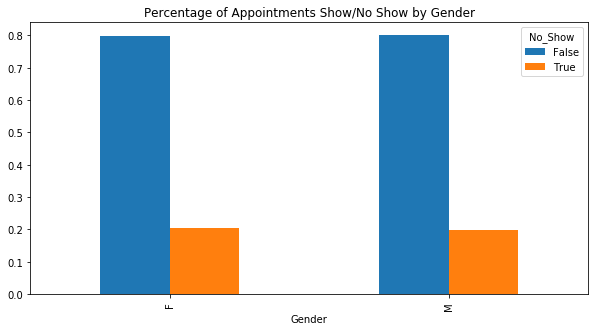 Percentage of Appointments Show/No Show by Gender
No_Show
False
True
0.8
0.7
0.6
0.5
0.4
0.3
0.2
0.1
0.0
F
M
Gender